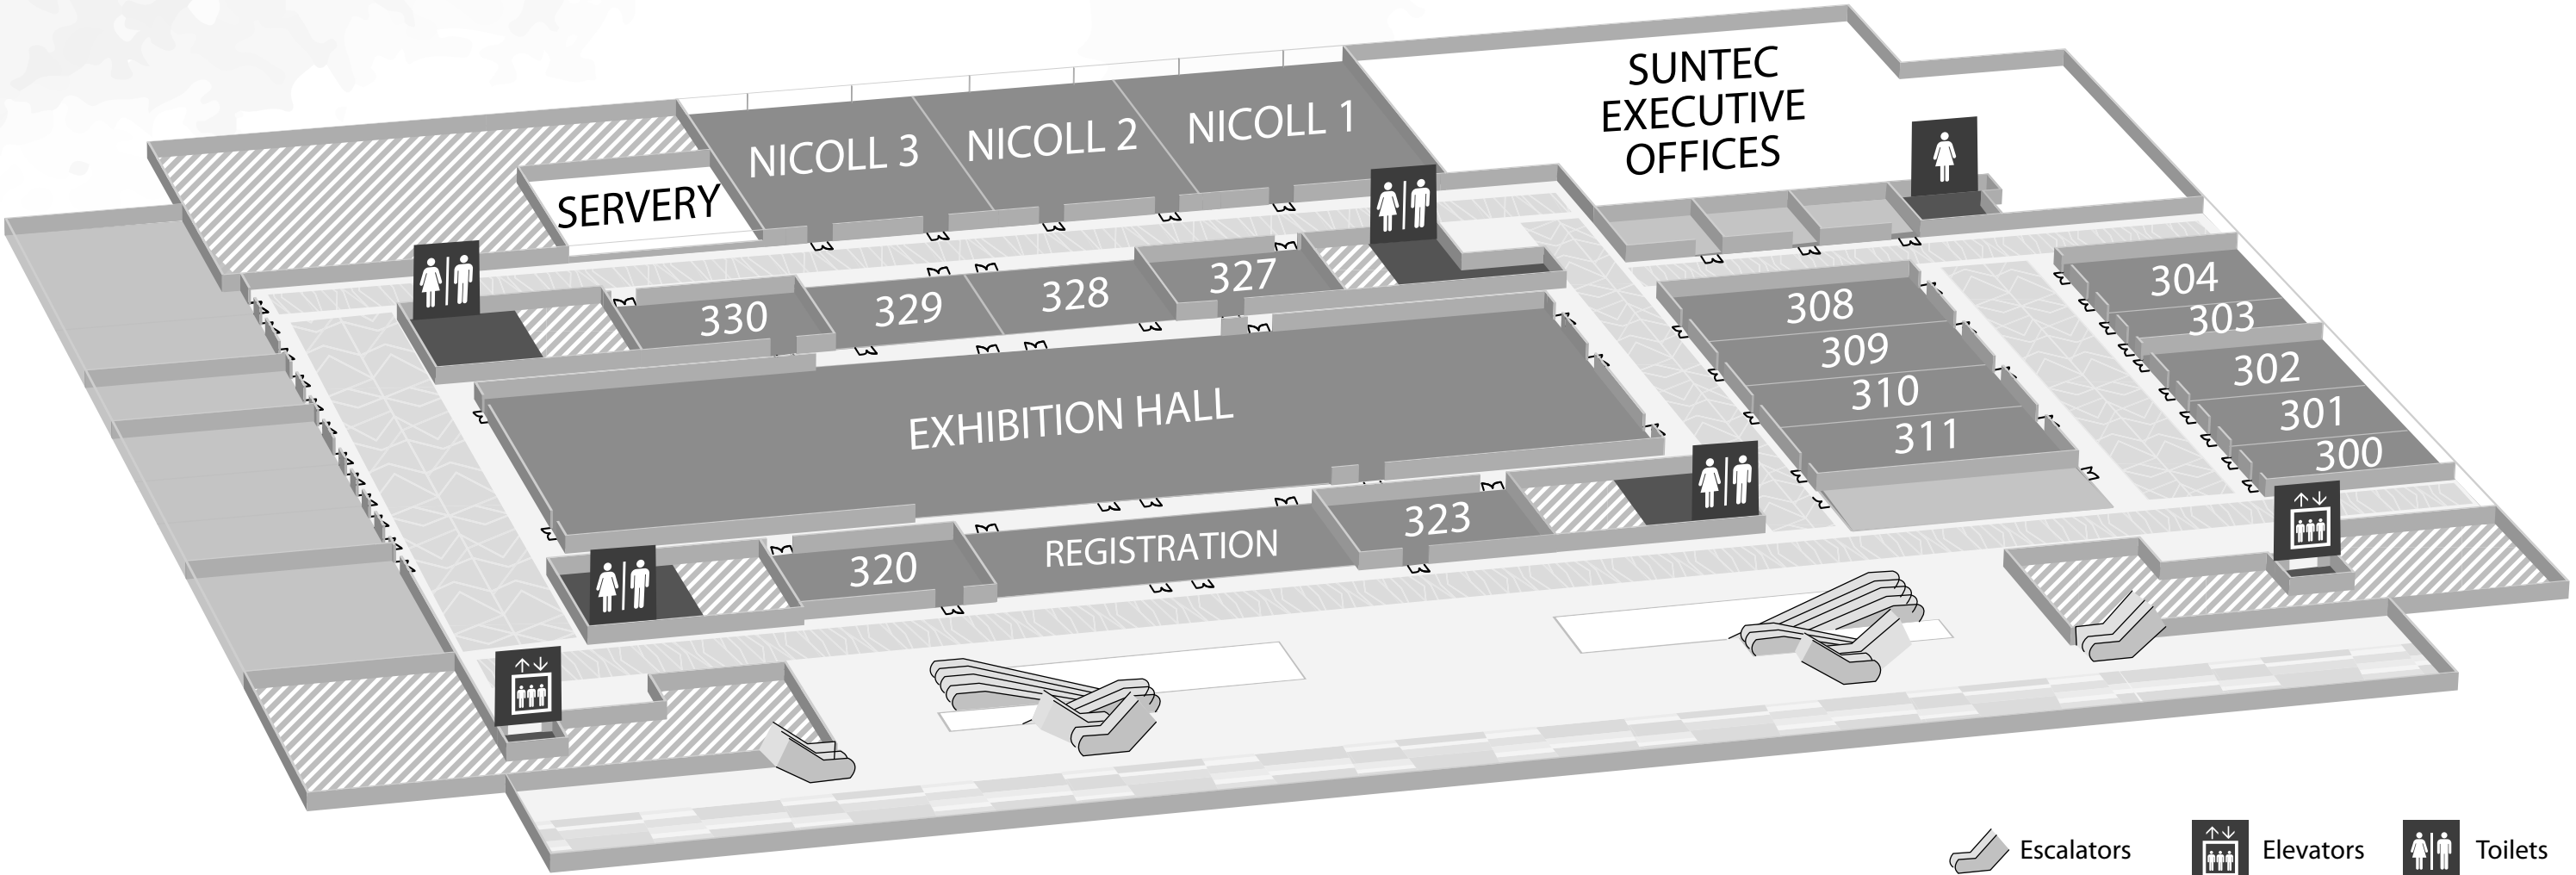 SUNTEC
EXECUTIVE
OFFICES
NICOLL 1
NICOLL 2
NICOLL 3
SERVERY
327
328
329
330
304
303
302
301
300
308
309
310
311
EXHIBITION HALL
323
REGISTRATION
320
Escalators
Elevators
Toilets